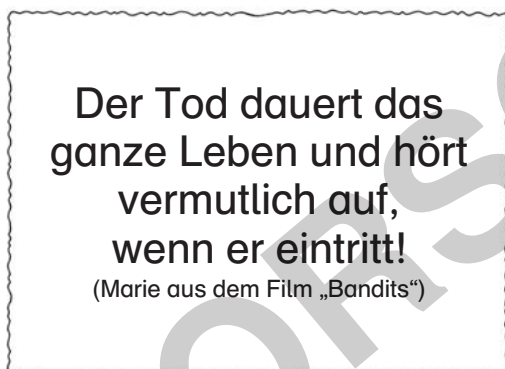 Der Tod dauert das
ganze Leben und hört
vermutlich auf,
wenn er eintritt!
(Marie aus dem Film „Bandits“)